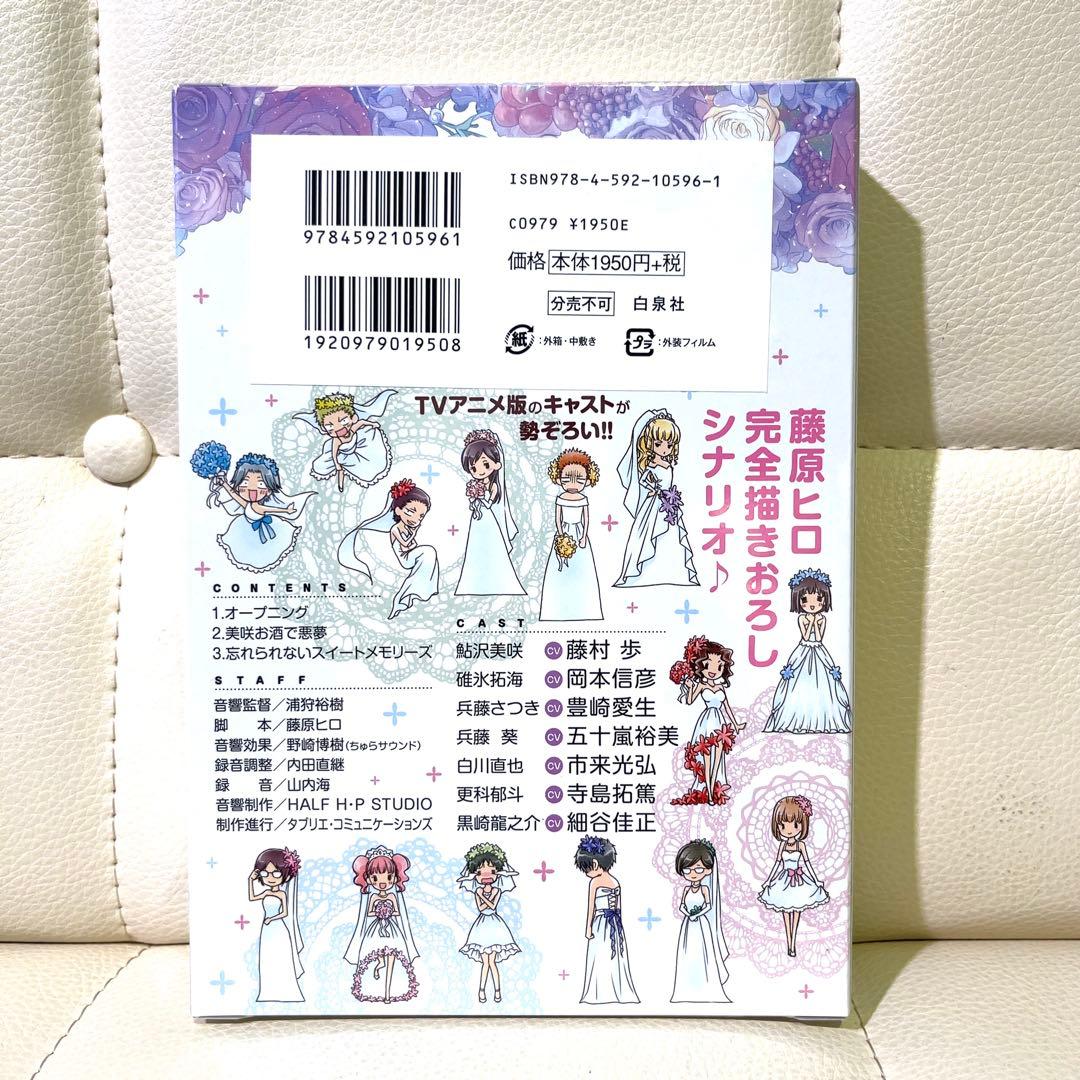 ISBN978-4-592-10596-1
9784592105961
C0979 ¥1950E
価格 本体1950円+税
分売不可 白泉社
1920979019508
紙 :外箱・中敷き プラ :外装フィルム
TVアニメ版のキャストが
勢ぞろい!!
藤原ヒロ
完全描きおろし
シナリオ♪
CONTENTS
1.オープニング
2.美咲お酒で悪夢
3.忘れられないスイートメモリーズ
STAFF
音響監督/浦狩裕樹
脚 本/藤原ヒロ
音響効果/野崎博樹(ちゅらサウンド)
録音調整/内田直継
録 音/山内海
音響制作/HALF H・P STUDIO
制作進行/タブリエ・コミュニケーションズ
CAST
鮎沢美咲 CV 藤村 歩
碓氷拓海 CV 岡本信彦
兵藤さつき CV 豊崎愛生
兵藤 葵 CV 五十嵐裕美
白川直也 CV 市来光弘
更科郁斗 CV 寺島拓篤
黒崎龍之介 CV 細谷佳正